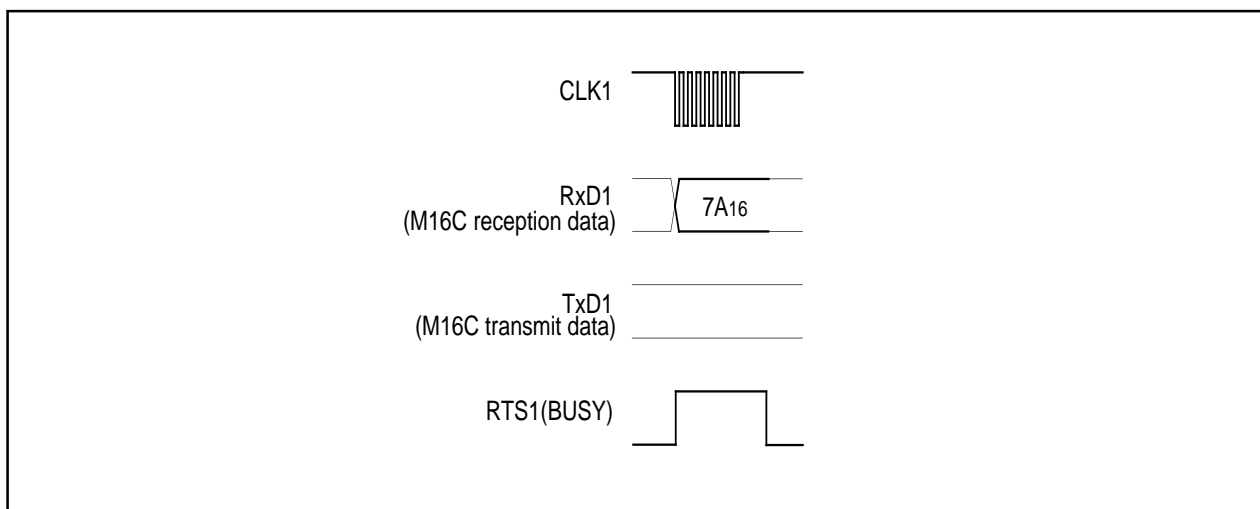 CLK1
RxD1
(M16C reception data)
7A16
TxD1
(M16C transmit data)
RTS1(BUSY)